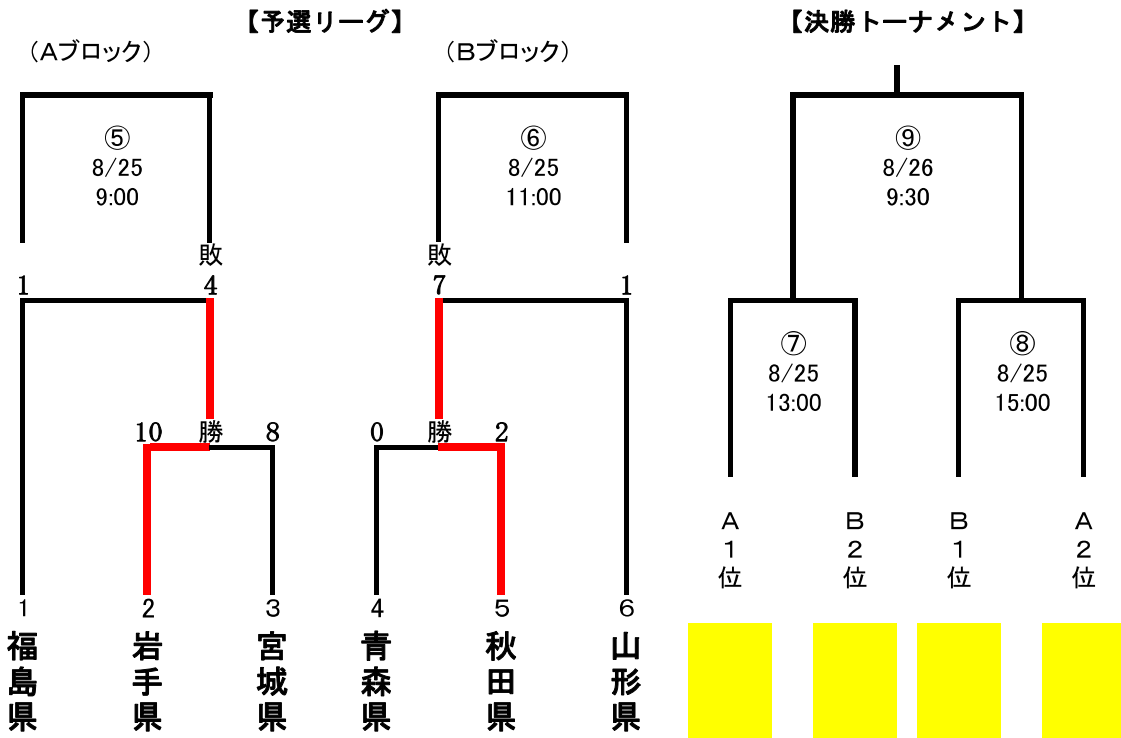 【予選リーグ】
【決勝トーナメント】
（Aブロック）
（Bブロック）
⑤
8/25
9:00
⑥
8/25
11:00
⑨
8/26
9:30
敗
敗
1
4
7
1
⑦
8/25
13:00
⑧
8/25
15:00
10
勝
8
0
勝
2
A1位
B2位
B1位
A2位
1
2
3
4
5
6
福島県
岩手県
宮城県
青森県
秋田県
山形県